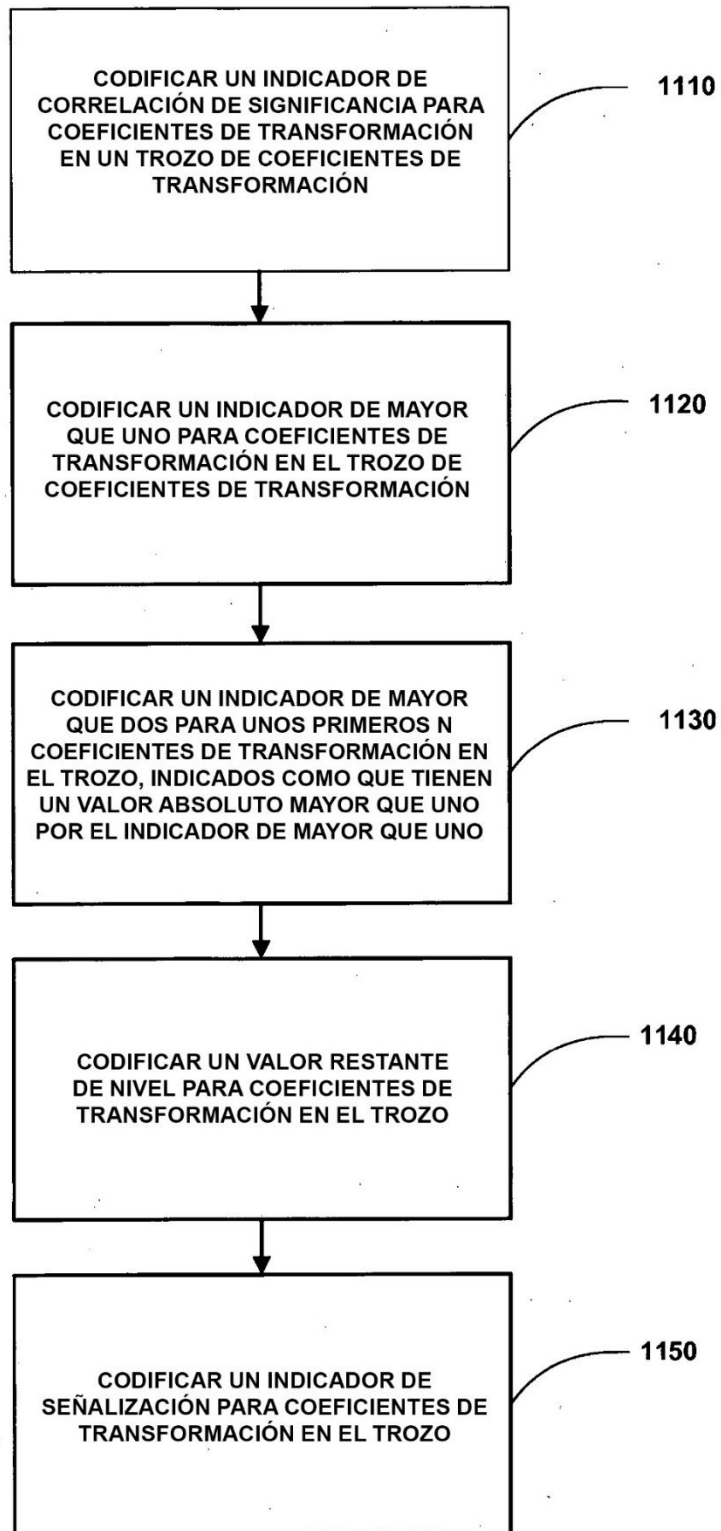 CODIFICAR UN INDICADOR DE
CORRELACIÓN DE SIGNIFICANCIA PARA
COEFICIENTES DE TRANSFORMACIÓN
EN UN TROZO DE COEFICIENTES DE
TRANSFORMACIÓN
1110
CODIFICAR UN INDICADOR DE MAYOR
QUE UNO PARA COEFICIENTES DE
TRANSFORMACIÓN EN EL TROZO DE
COEFICIENTES DE TRANSFORMACIÓN
1120
CODIFICAR UN INDICADOR DE MAYOR
QUE DOS PARA UNOS PRIMEROS N
COEFICIENTES DE TRANSFORMACIÓN EN
EL TROZO, INDICADOS COMO QUE TIENEN
UN VALOR ABSOLUTO MAYOR QUE UNO
POR EL INDICADOR DE MAYOR QUE UNO
1130
CODIFICAR UN VALOR RESTANTE
DE NIVEL PARA COEFICIENTES DE
TRANSFORMACIÓN EN EL TROZO
1140
CODIFICAR UN INDICADOR DE
SEÑALIZACIÓN PARA COEFICIENTES DE
TRANSFORMACIÓN EN EL TROZO
1150